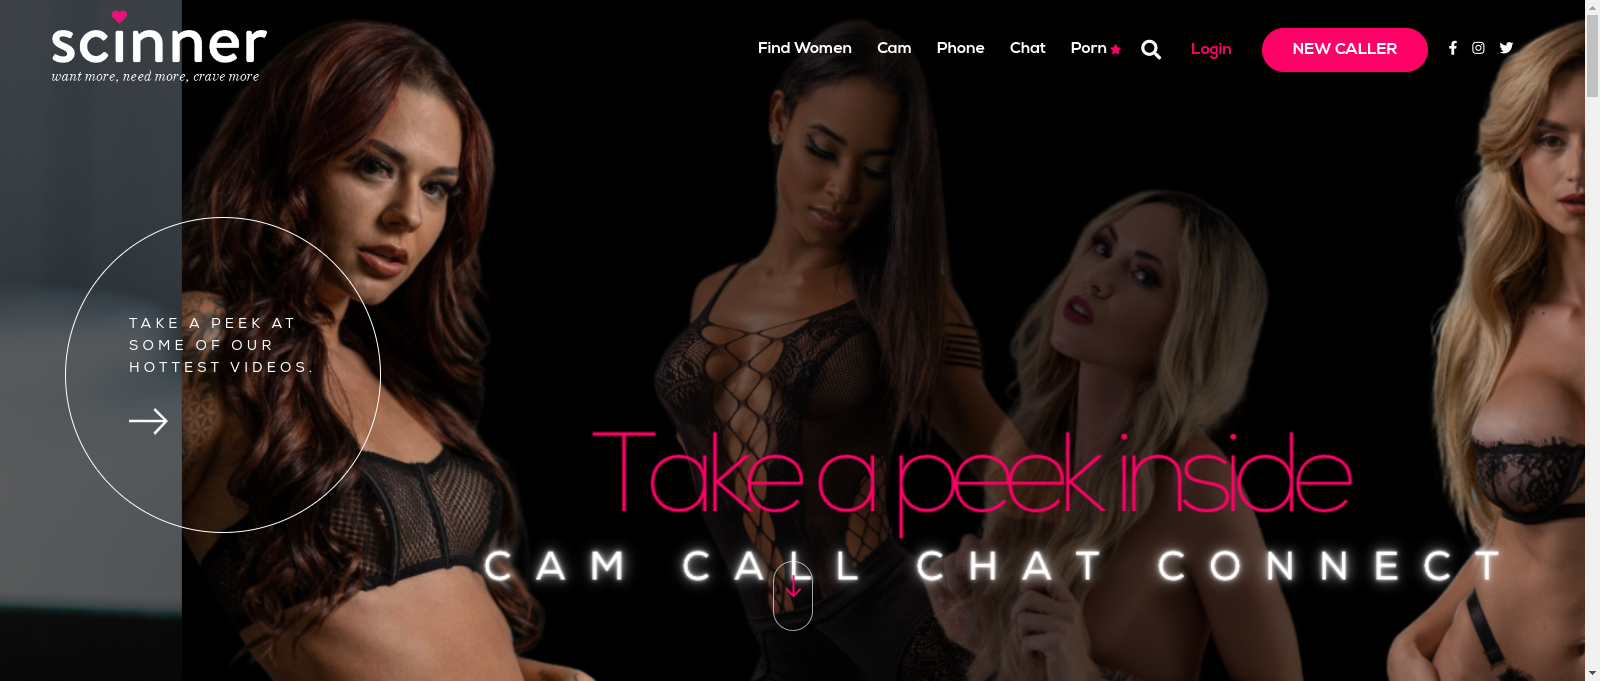 scinner
want more, need more, crave more
Find Women Cam Phone Chat Porn Login NEW CALLER
TAKE A PEEK AT
SOME OF OUR
HOTTEST VIDEOS.
Take a peek inside
CAM CALL CHAT CONNECT